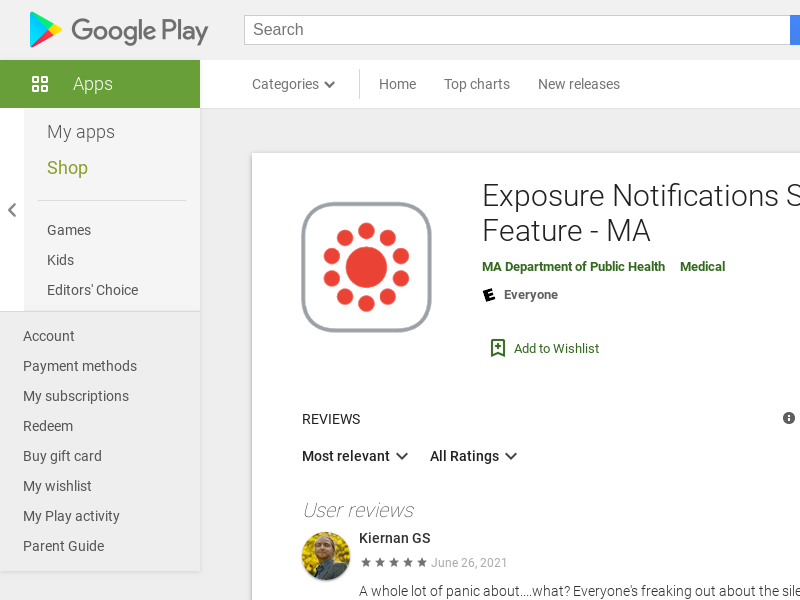 Google Play
Search
Apps
Categories
Home
Top charts
New releases
My apps
Shop
Games
Kids
Editors' Choice
Account
Payment methods
My subscriptions
Redeem
Buy gift card
My wishlist
My Play activity
Parent Guide
Exposure Notifications S
Feature - MA
MA Department of Public Health Medical
E Everyone
Add to Wishlist
REVIEWS
Most relevant
All Ratings
User reviews
Kiernan GS
June 26, 2021
A whole lot of panic about....what? Everyone's freaking out about the sile